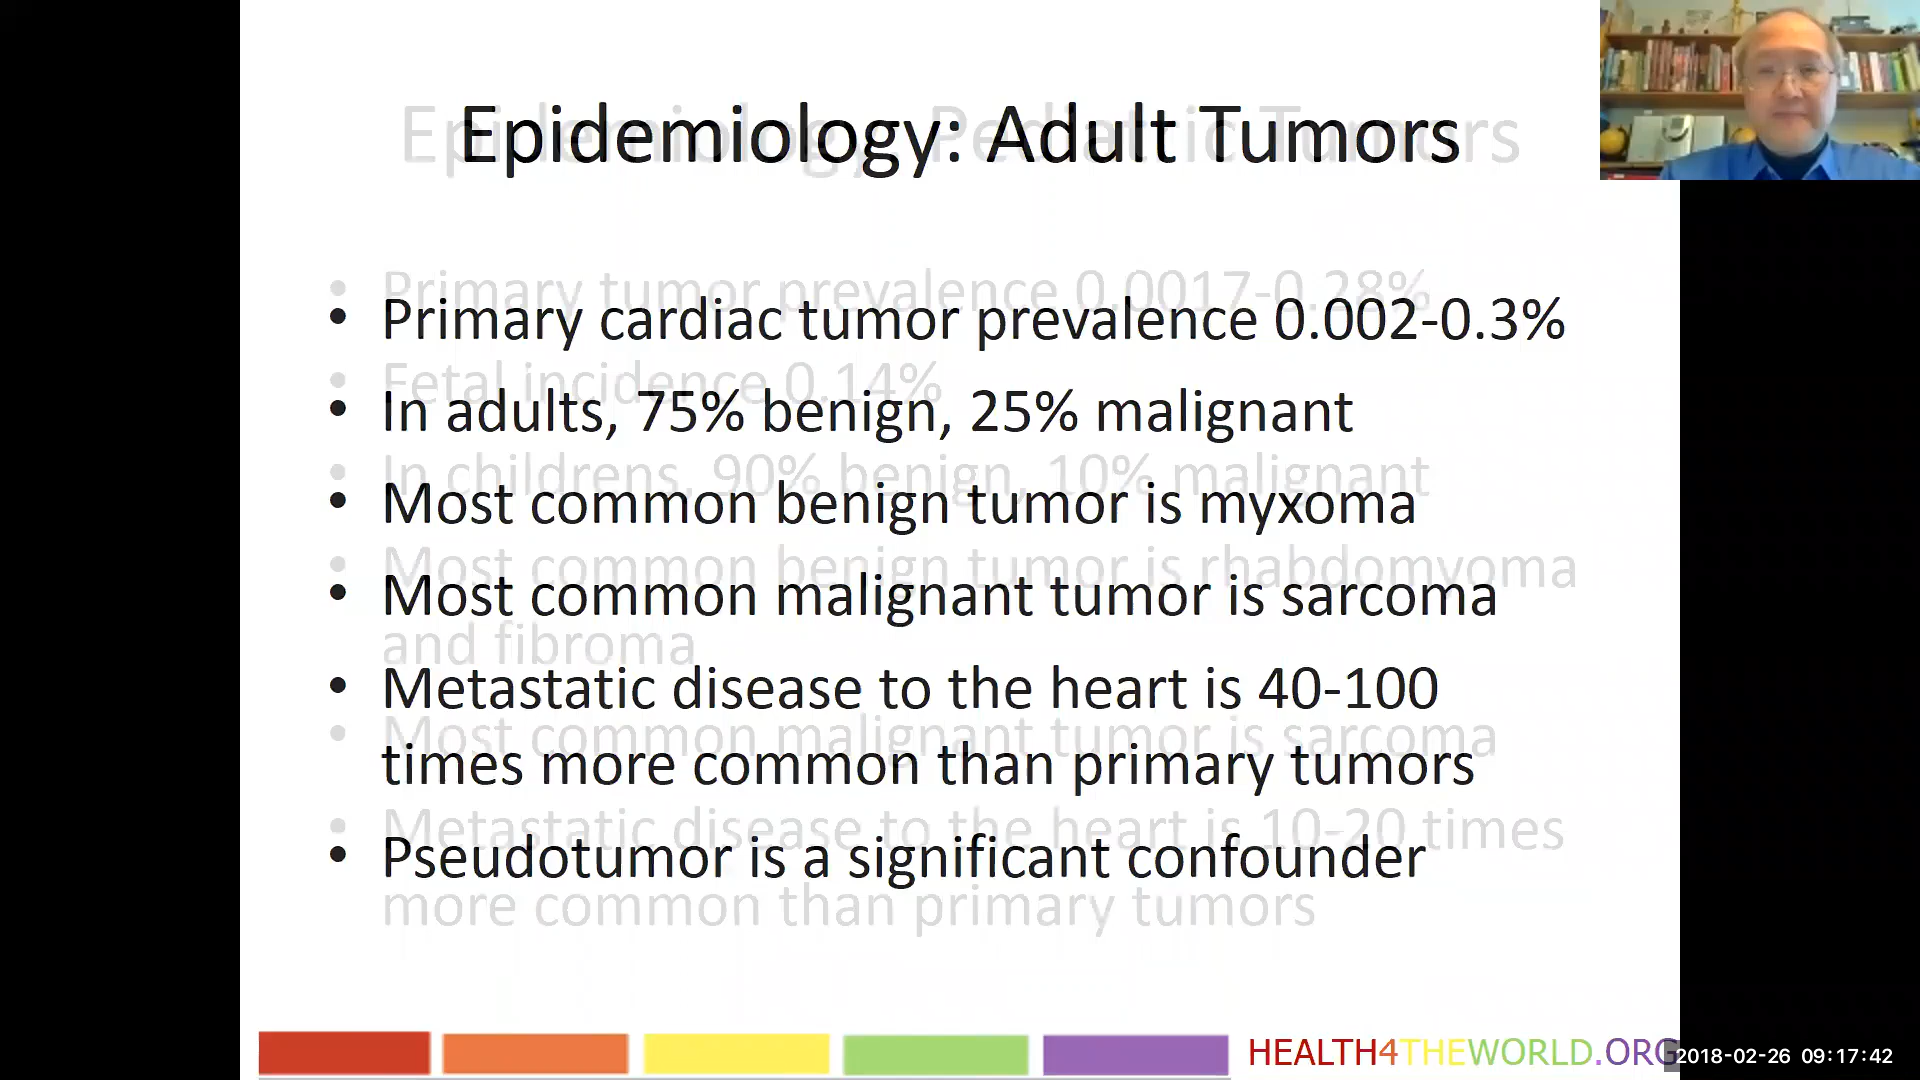 Epidemiology: Adult Tumors
Epidemiology: Pediatric Tumors
• Primary cardiac tumor prevalence 0.002-0.3%
• In adults, 75% benign, 25% malignant
• Most common benign tumor is myxoma
• Most common malignant tumor is sarcoma
• Metastatic disease to the heart is 40-100
times more common than primary tumors
• Pseudotumor is a significant confounder
• Primary tumor prevalence 0.0017-0.28%
• Fetal incidence 0.14%
• In childrens, 90% benign, 10% malignant
• Most common benign tumor is rhabdomyoma
and fibroma
• Most common malignant tumor is sarcoma
• Metastatic disease to the heart is 10-20 times
more common than primary tumors
HEALTH4THEWORLD.ORG
2018-02-26 09:17:42